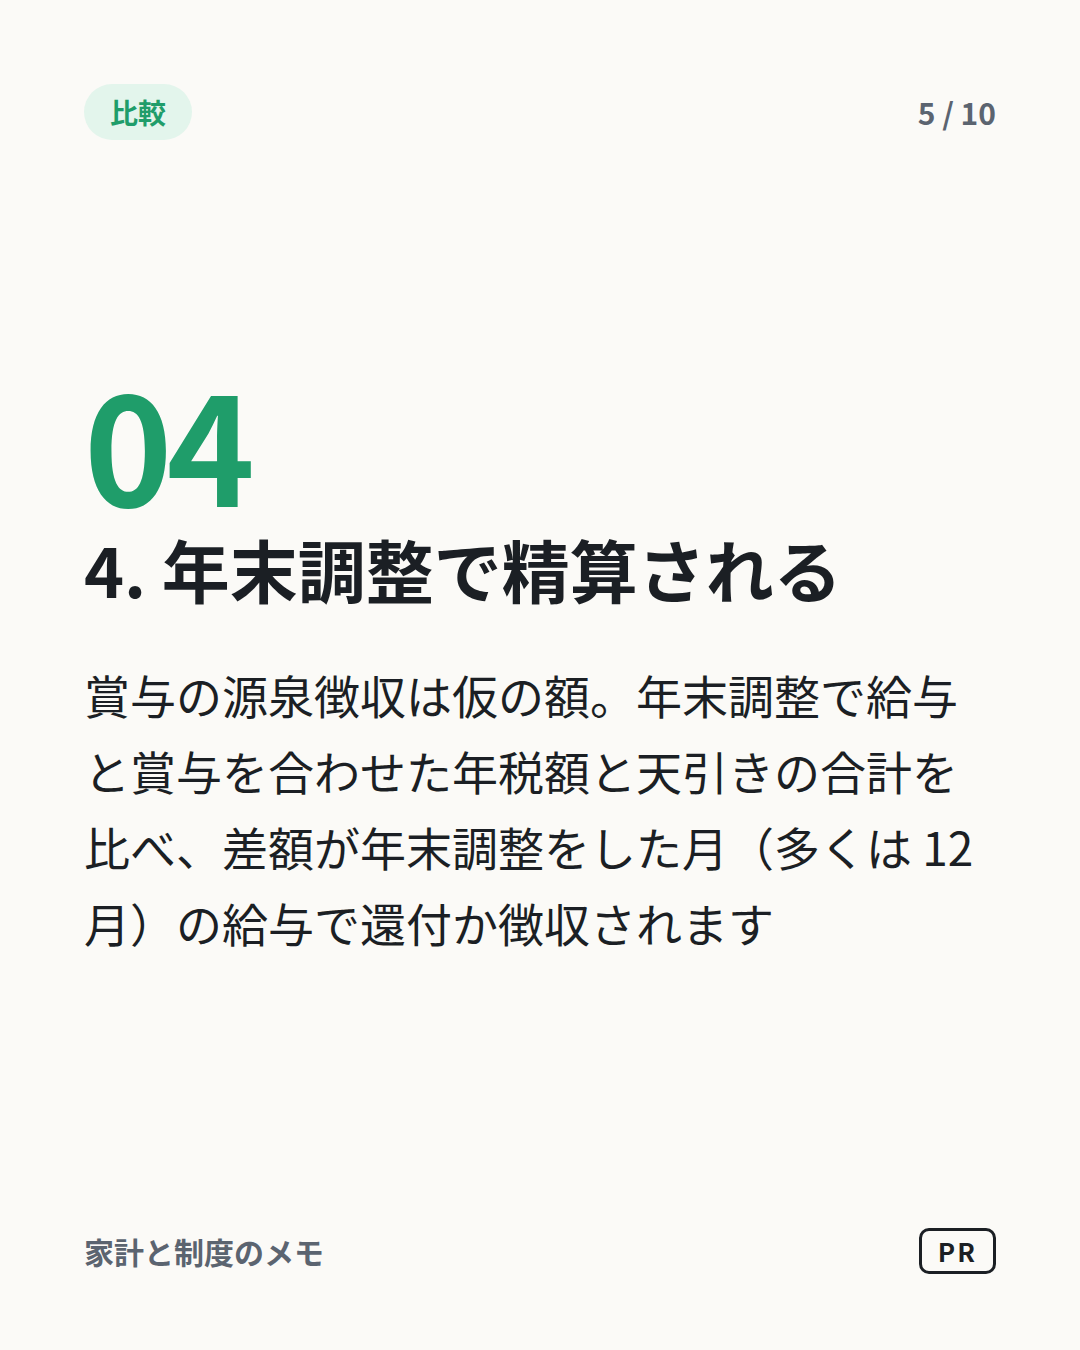 比較
5 / 10
04
4. 年末調整で精算される
賞与の源泉徴収は仮の額。年末調整で給与
と賞与を合わせた年税額と天引きの合計を
比べ、差額が年末調整をした月（多くは 12
月）の給与で還付か徴収されます
家計と制度のメモ
PR